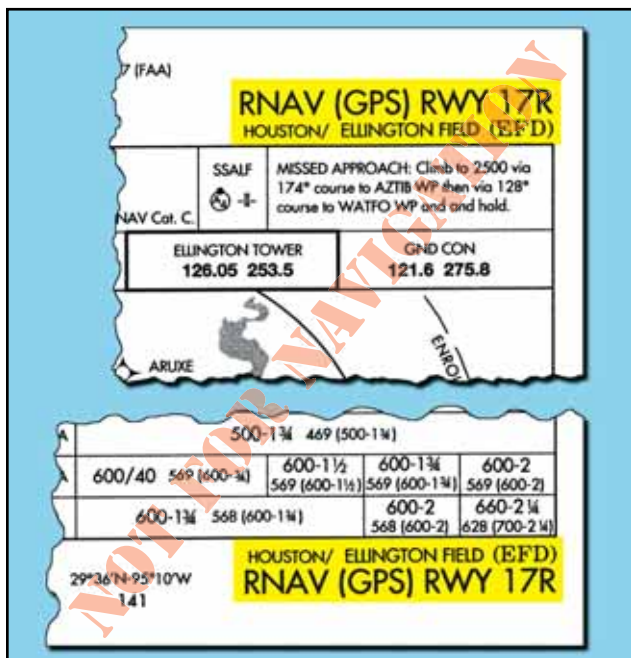 7 (FAA)
RNAV (GPS) RWY 17R
HOUSTON/ ELLINGTON FIELD (EFD)
SSALF
MISSED APPROACH: Climb to 2500 via
174° course to AZTIB WP then via 128°
course to WATFO WP and and hold.
NAV Cat. C.
ELLINGTON TOWER
126.05 253.5
GND CON
121.6 275.8
ARUXE
ENRO
NOT FOR NAVIGATION
A
500-1¾ 469 (500-1¾)
A
600/40 569 (600-¾)
600-1½
569 (600-1½)
600-1¾
569 (600-1¾)
600-2
569 (600-2)
600-1¾ 568 (600-1¾)
600-2
568 (600-2)
660-2¼
628 (700-2¼)
HOUSTON/ ELLINGTON FIELD (EFD)
RNAV (GPS) RWY 17R
29°36'N-95°10'W
141